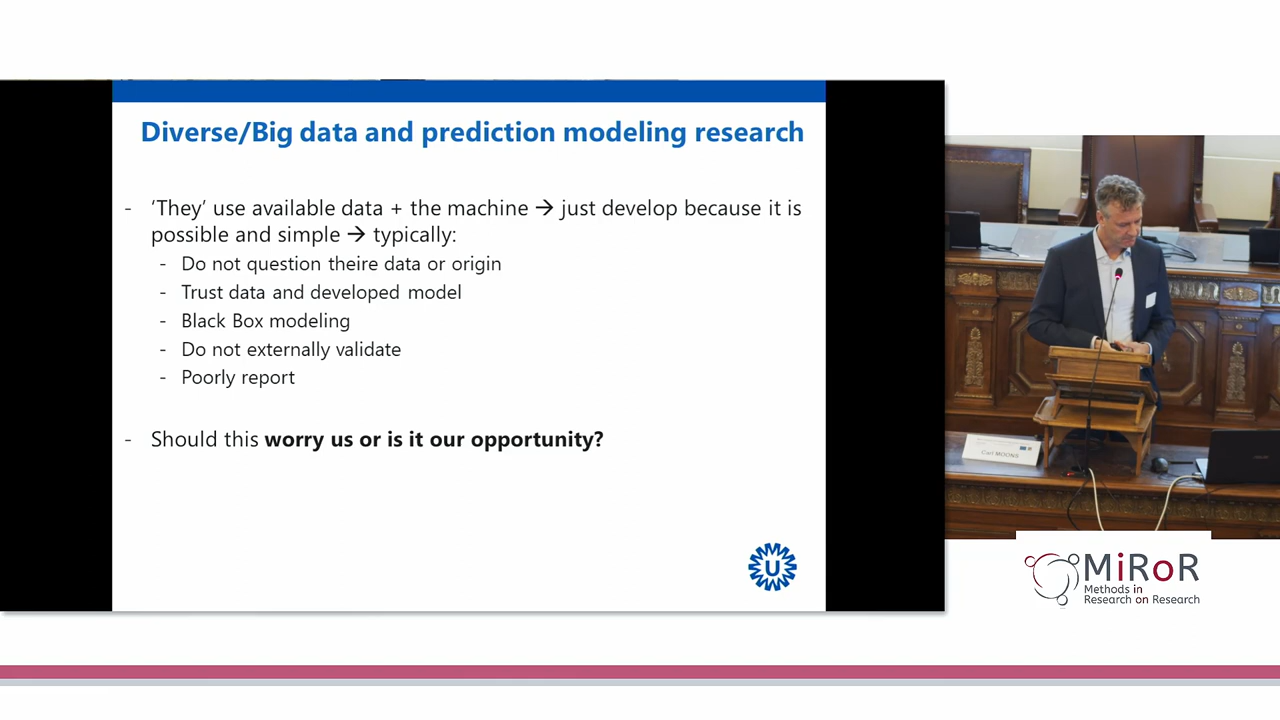 Diverse/Big data and prediction modeling research
- ‘They’ use available data + the machine → just develop because it is
possible and simple → typically:
- Do not question theire data or origin
- Trust data and developed model
- Black Box modeling
- Do not externally validate
- Poorly report
- Should this worry us or is it our opportunity?
U
Carl MOONS
MiRoR
Methods in
Research on Research